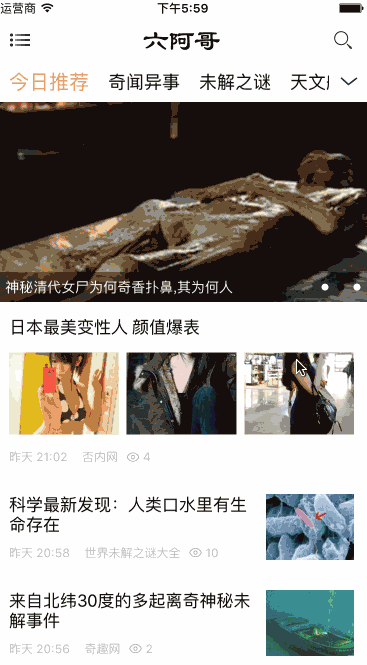 运营商 下午5:59
六阿哥
今日推荐 奇闻异事 未解之谜 天文
神秘清代女尸为何奇香扑鼻,其为何人
日本最美变性人 颜值爆表
昨天 21:02 否内网 4
科学最新发现：人类口水里有生
命存在
昨天 20:58 世界未解之谜大全 10
来自北纬30度的多起离奇神秘未
解事件
昨天 20:56 奇趣网 2